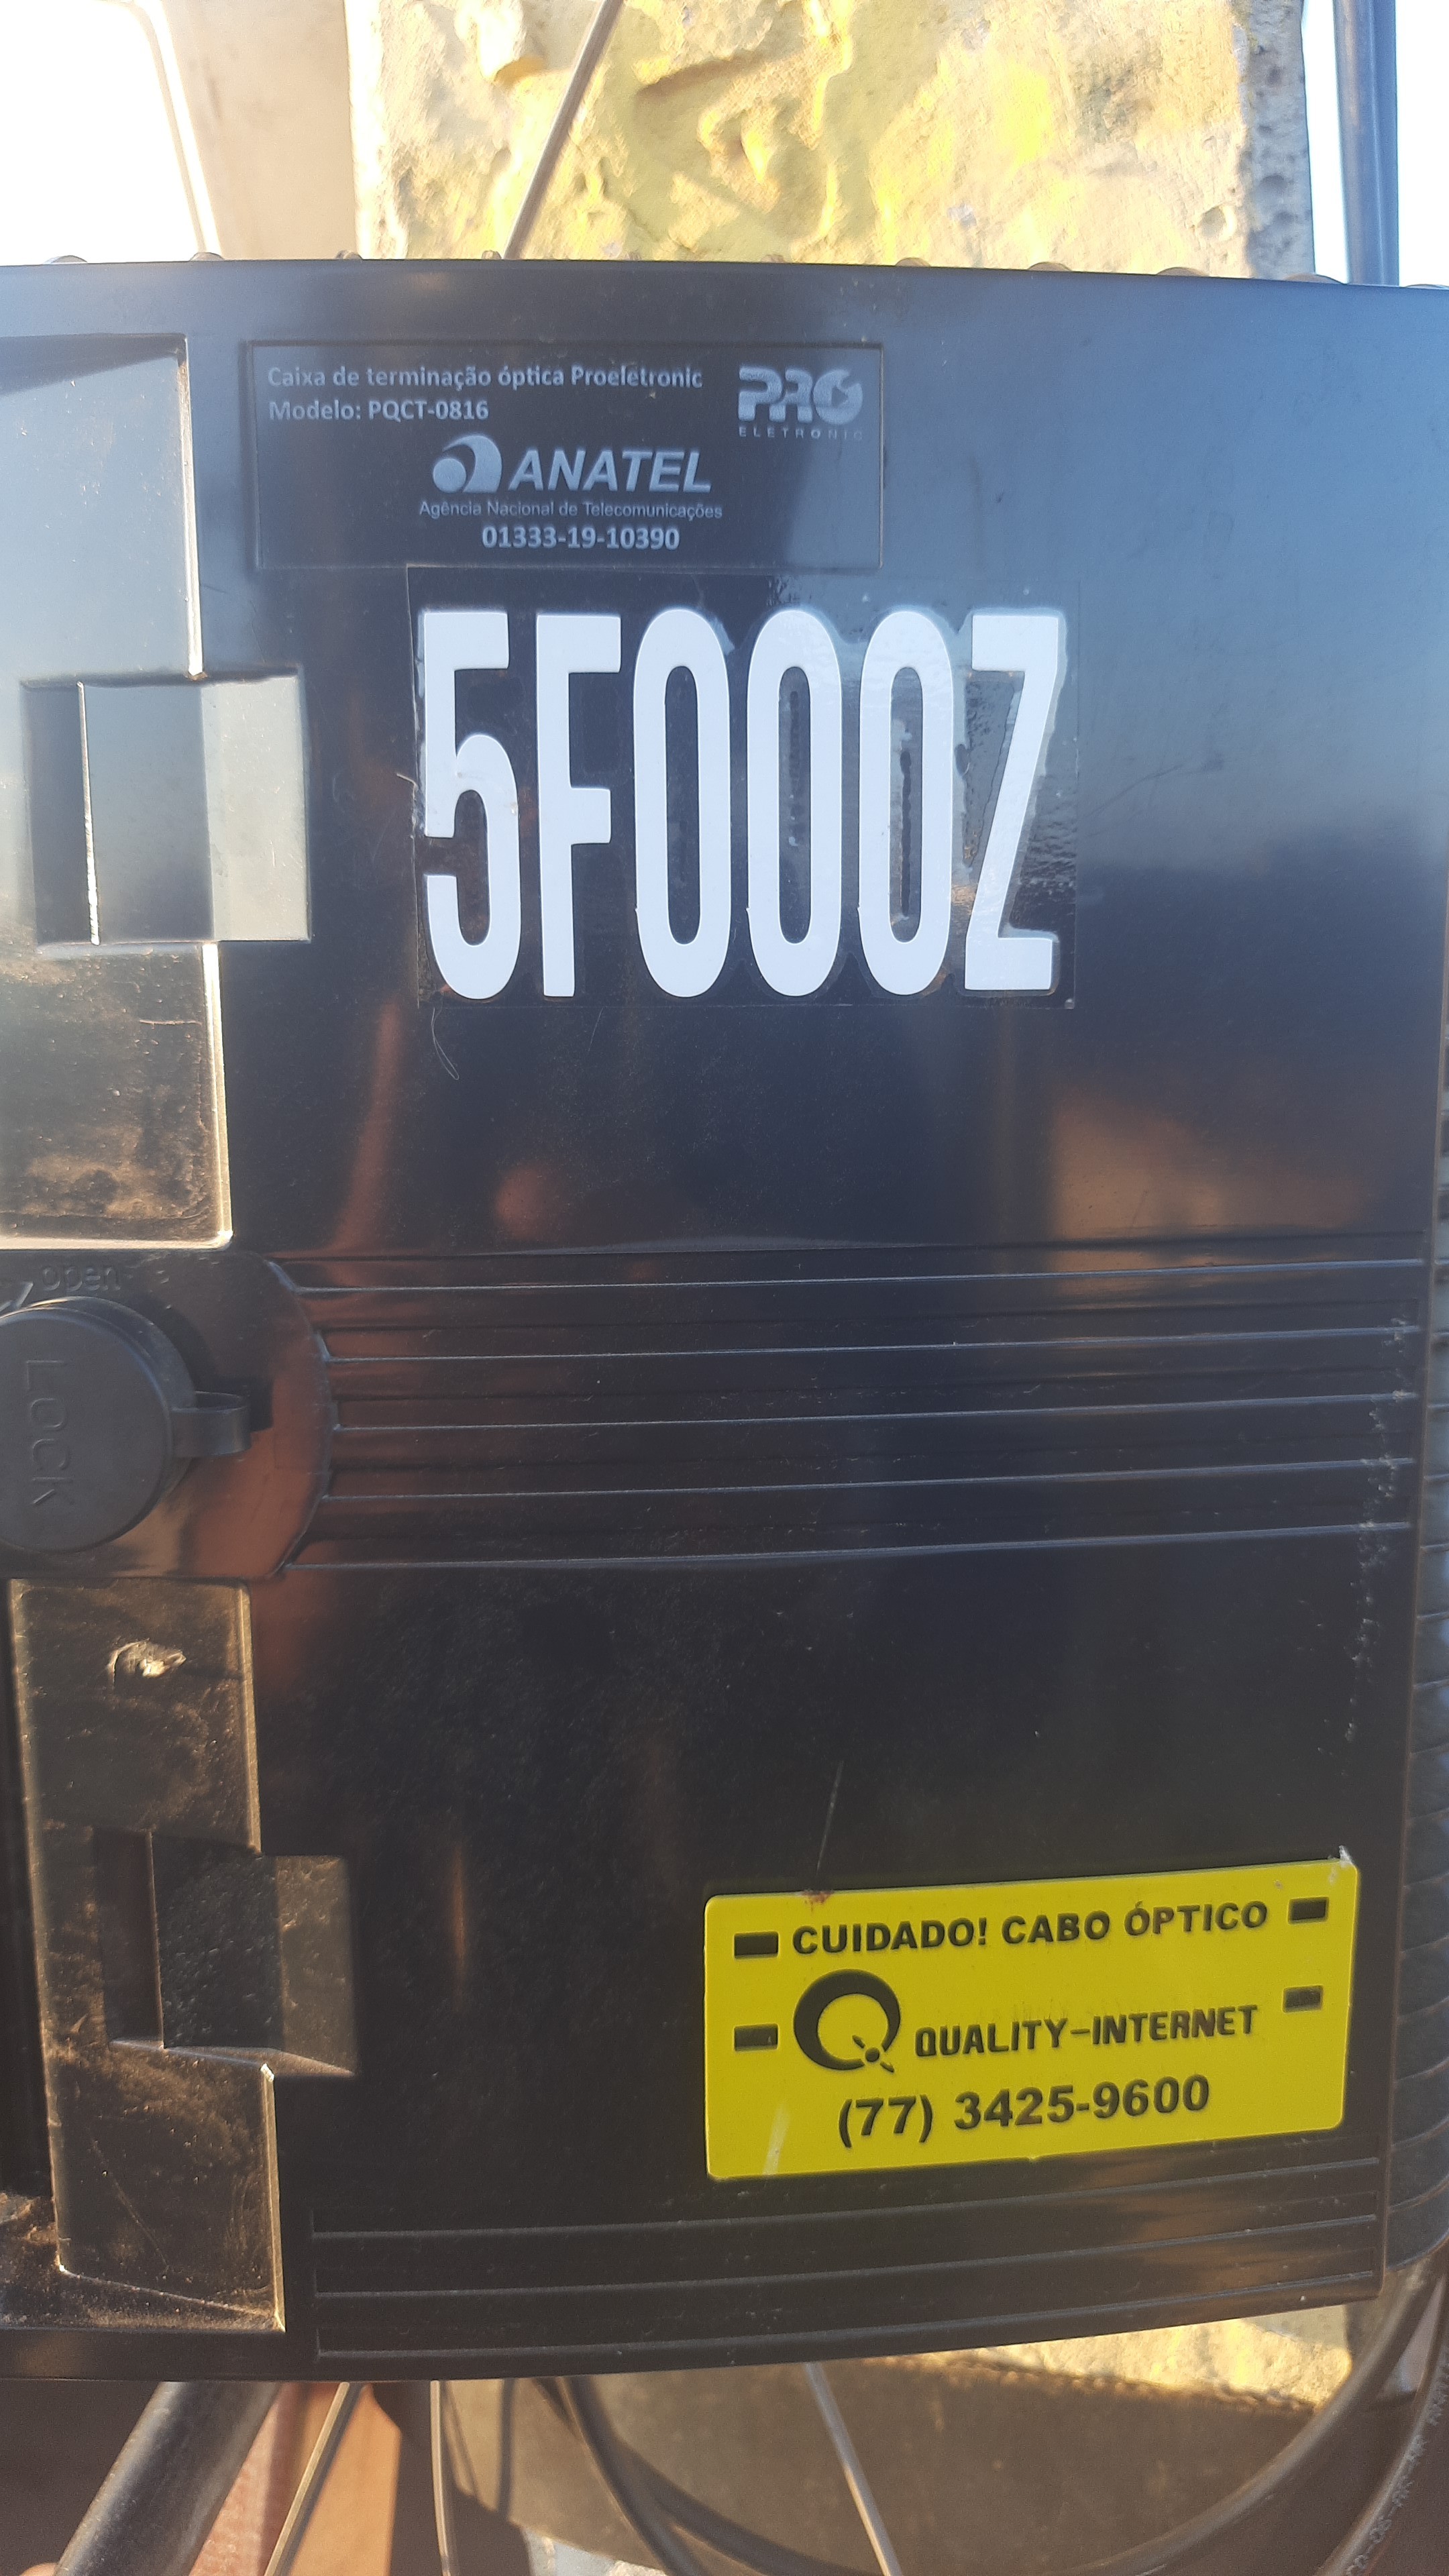 Caixa de terminação óptica Proeletronic
Modelo: PQCT-0816
PRO
ELETRONIC
ANATEL
Agência Nacional de Telecomunicações
01333-19-10390
5F000Z
open
LOCK
CUIDADO! CABO ÓPTICO
QUALITY-INTERNET
(77) 3425-9600